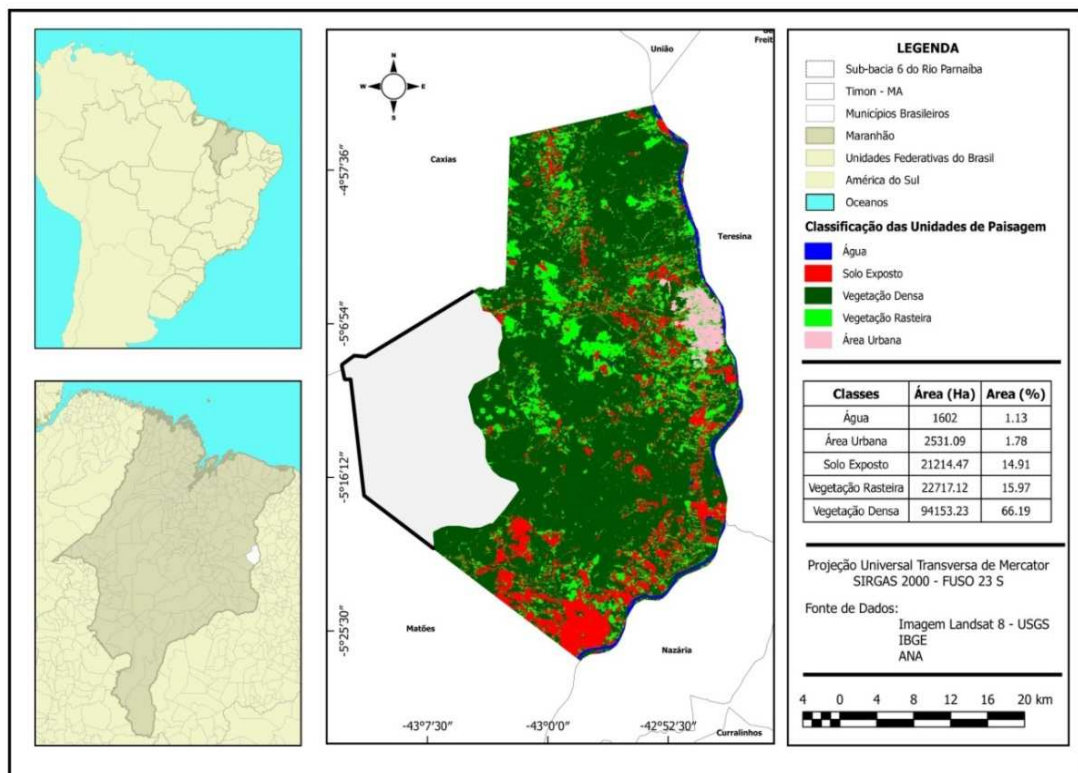 de
Freit
União
N
W
E
S
Caxias
Teresina
Matões
Nazária
Curralinhos
-4°57'36"
-5°6'54"
-5°16'12"
-5°25'30"
-43°7'30"
-43°0'00"
-42°52'30"
LEGENDA
Sub-bacia 6 do Rio Parnaíba
Timon - MA
Municípios Brasileiros
Maranhão
Unidades Federativas do Brasil
América do Sul
Oceanos
Classificação das Unidades de Paisagem
Água
Solo Exposto
Vegetação Densa
Vegetação Rasteira
Área Urbana
Classes Área (Ha) Area (%)
Água 1602 1.13
Área Urbana 2531.09 1.78
Solo Exposto 21214.47 14.91
Vegetação Rasteira 22717.12 15.97
Vegetação Densa 94153.23 66.19
Projeção Universal Transversa de Mercator
SIRGAS 2000 - FUSO 23 S
Fonte de Dados:
Imagem Landsat 8 - USGS
IBGE
ANA
4 0 4 8 12 16 20 km